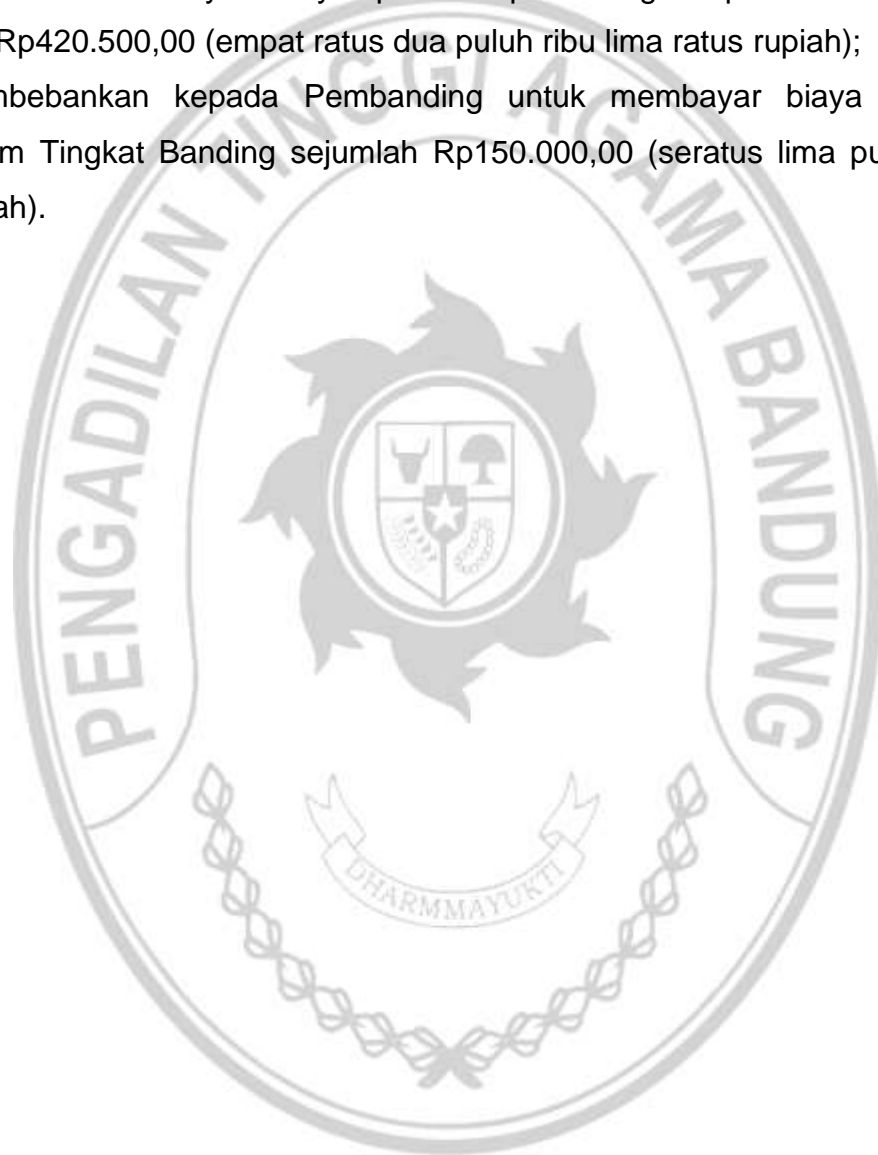 Rp420.500,00 (empat ratus dua puluh ribu lima ratus rupiah);
nbebankan kepada Pembanding untuk membayar biaya
m Tingkat Banding sejumlah Rp150.000,00 (seratus lima pu
ah).
PENGADILAN TINGGI AGAMA BANDUNG
DHARMMAYUKTI